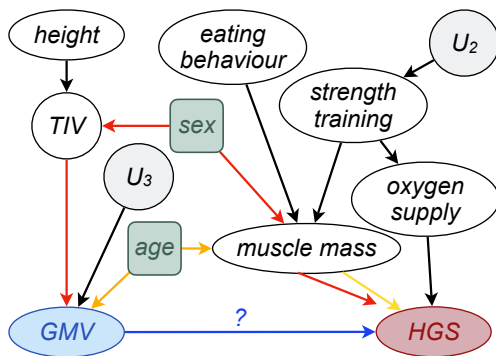 height
eating
behaviour
U2
TIV
sex
strength
training
U3
oxygen
supply
age
muscle mass
GMV
?
HGS